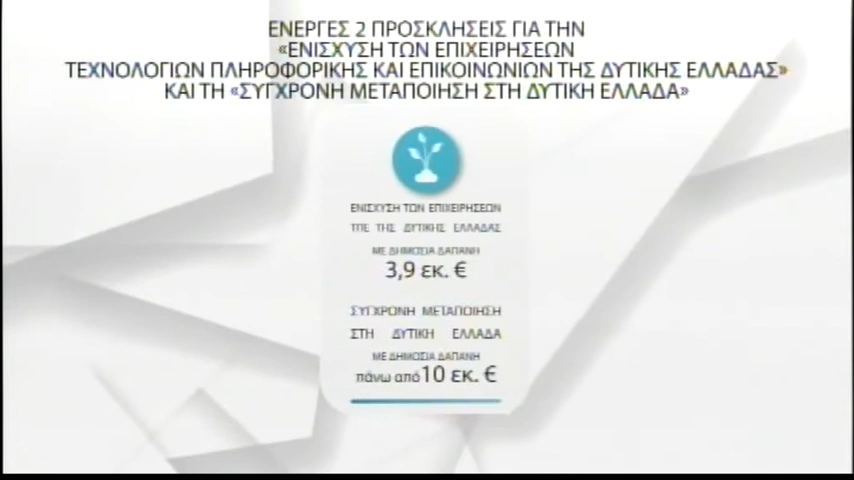 ΕΝΕΡΓΕΣ 2 ΠΡΟΣΚΛΗΣΕΙΣ ΓΙΑ ΤΗΝ
«ΕΝΙΣΧΥΣΗ ΤΩΝ ΕΠΙΧΕΙΡΗΣΕΩΝ
ΤΕΧΝΟΛΟΓΙΩΝ ΠΛΗΡΟΦΟΡΙΚΗΣ ΚΑΙ ΕΠΙΚΟΙΝΩΝΙΩΝ ΤΗΣ ΔΥΤΙΚΗΣ ΕΛΛΑΔΑΣ»
ΚΑΙ ΤΗ «ΣΥΓΧΡΟΝΗ ΜΕΤΑΠΟΙΗΣΗ ΣΤΗ ΔΥΤΙΚΗ ΕΛΛΑΔΑ»
ΕΝΙΣΧΥΣΗ ΤΩΝ ΕΠΙΧΕΙΡΗΣΕΩΝ
ΤΠΕ ΤΗΣ ΔΥΤΙΚΗΣ ΕΛΛΑΔΑΣ
ΜΕ ΔΗΜΟΣΙΑ ΔΑΠΑΝΗ
3,9 εκ. €
ΣΥΓΧΡΟΝΗ ΜΕΤΑΠΟΙΗΣΗ
ΣΤΗ ΔΥΤΙΚΗ ΕΛΛΑΔΑ
ΜΕ ΔΗΜΟΣΙΑ ΔΑΠΑΝΗ
πάνω από 10 εκ. €